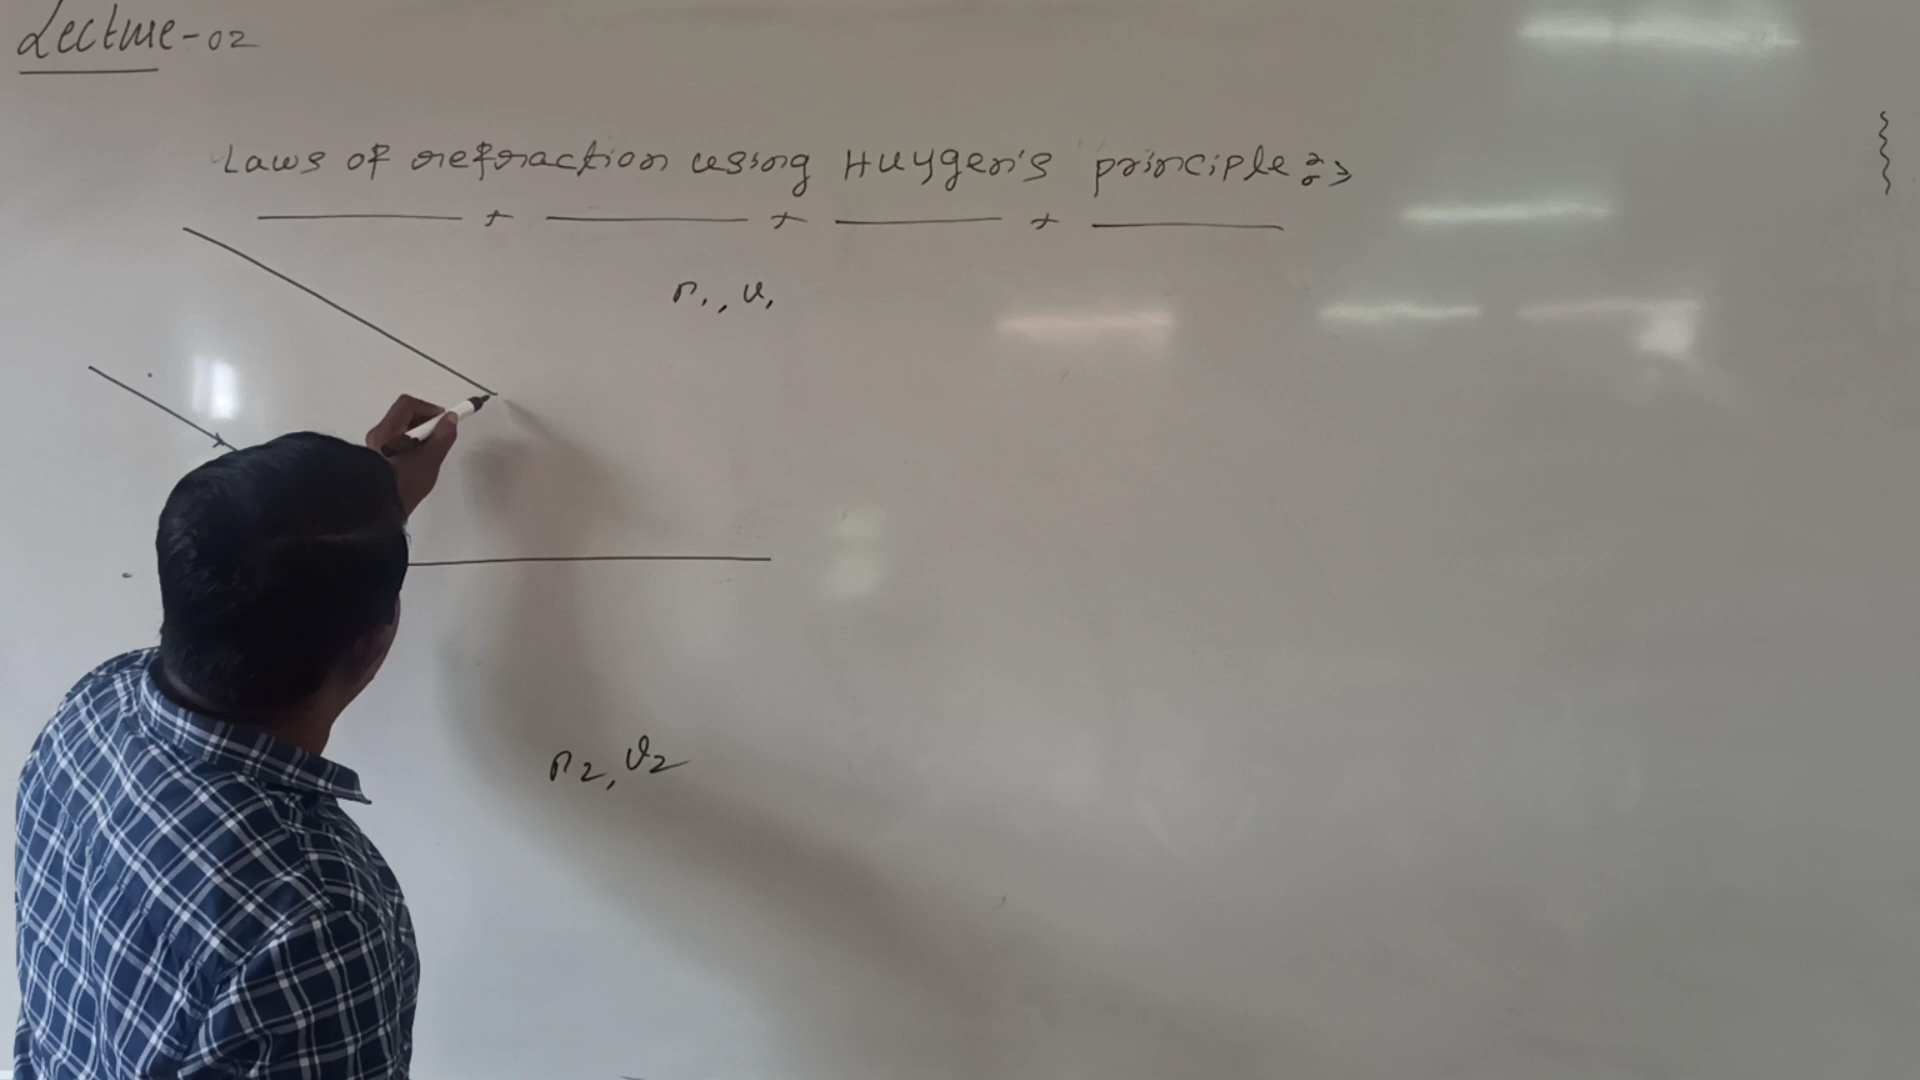 Lecture-02
Laws of refraction using Huygen's principle :->
n1, v1
n2, v2